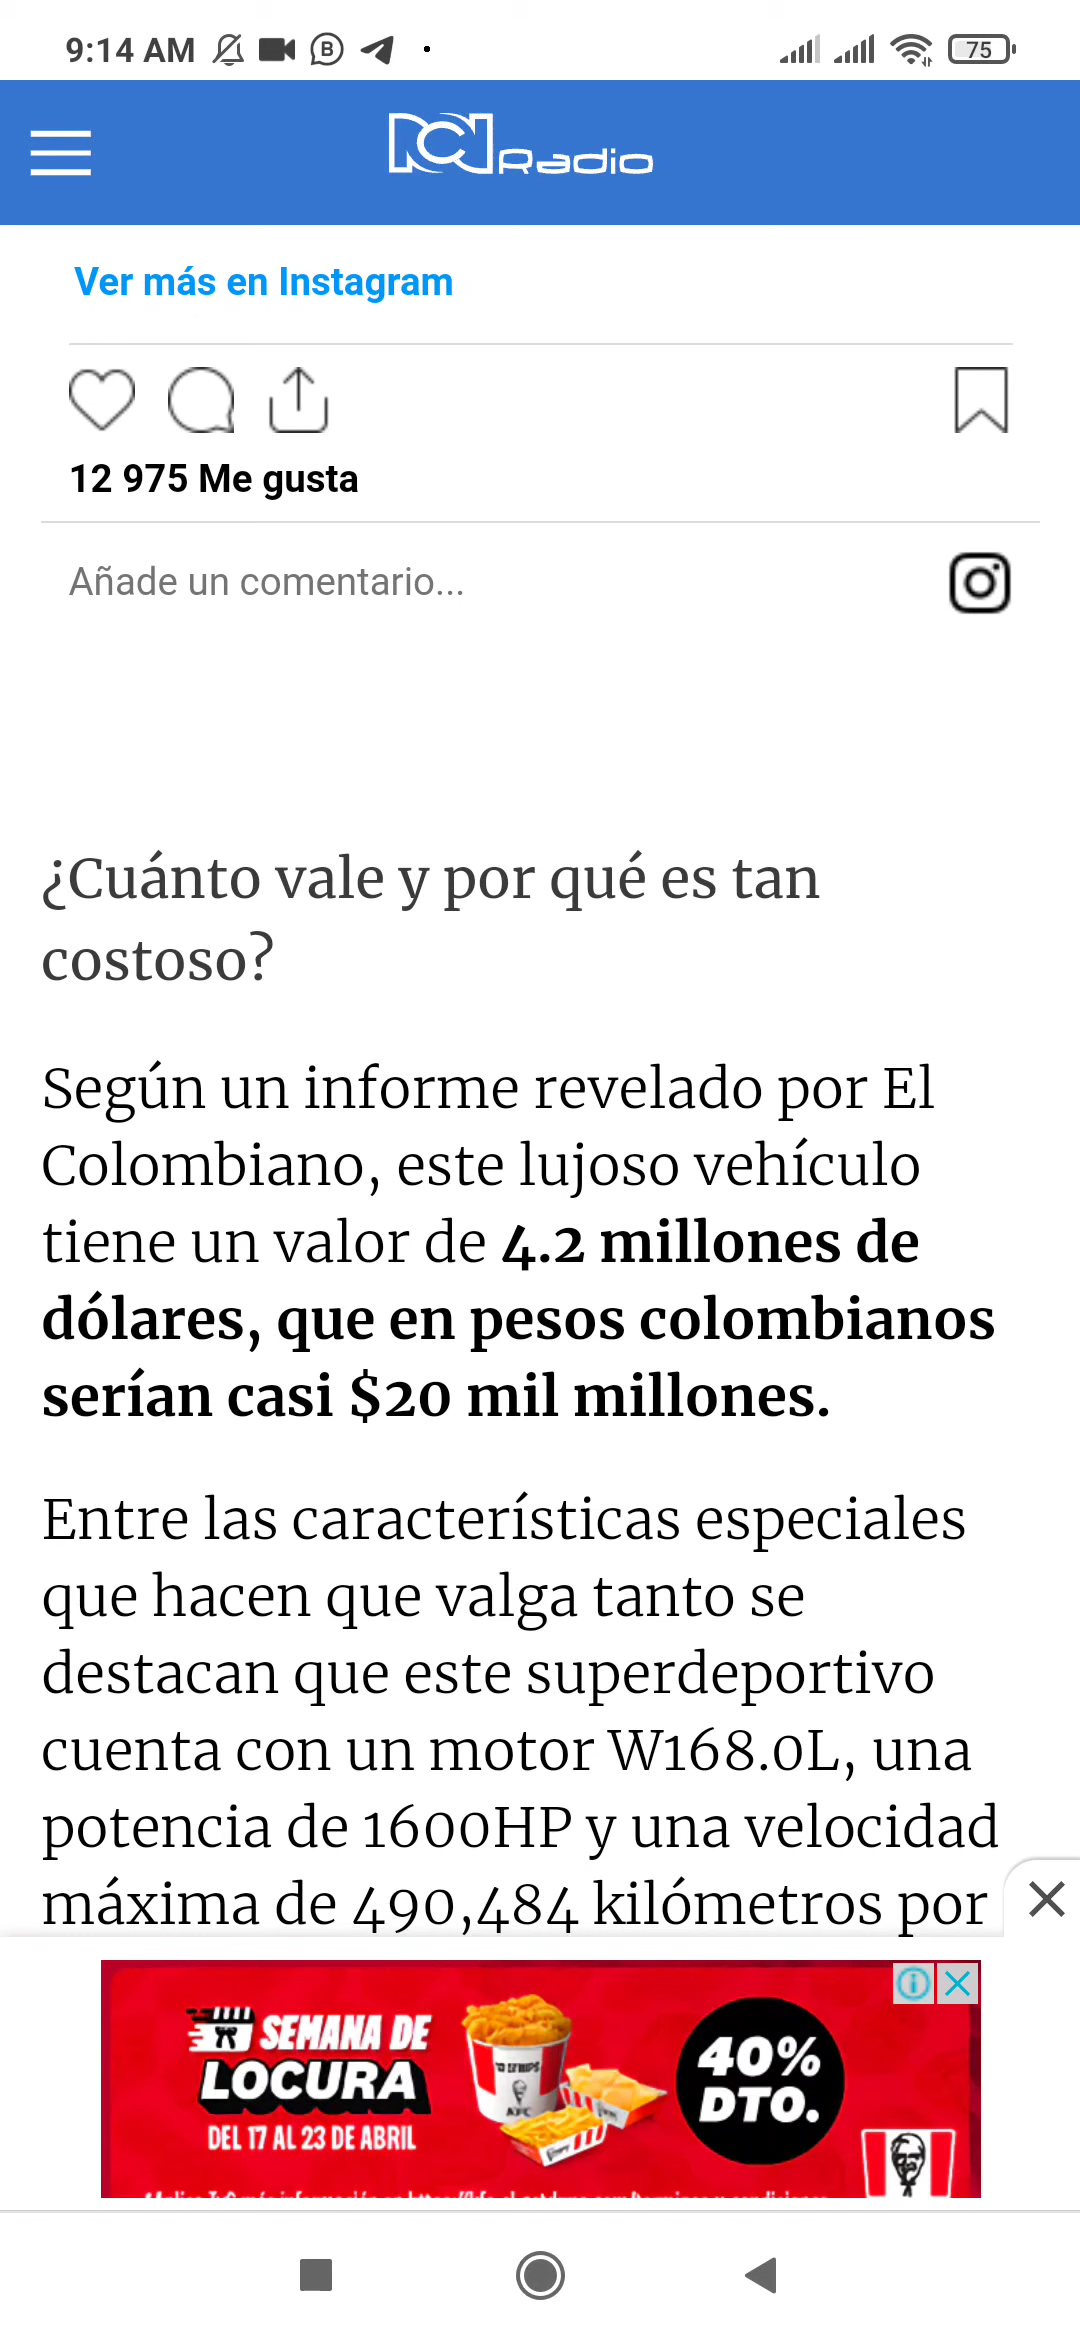 9:14 AM
75
RCN Radio
Ver más en Instagram
12 975 Me gusta
Añade un comentario...
¿Cuánto vale y por qué es tan
costoso?
Según un informe revelado por El
Colombiano, este lujoso vehículo
tiene un valor de 4.2 millones de
dólares, que en pesos colombianos
serían casi $20 mil millones.
Entre las características especiales
que hacen que valga tanto se
destacan que este superdeportivo
cuenta con un motor W168.0L, una
potencia de 1600HP y una velocidad
máxima de 490,484 kilómetros por
SEMANA DE
LOCURA
DEL 17 AL 23 DE ABRIL
40%
DTO.